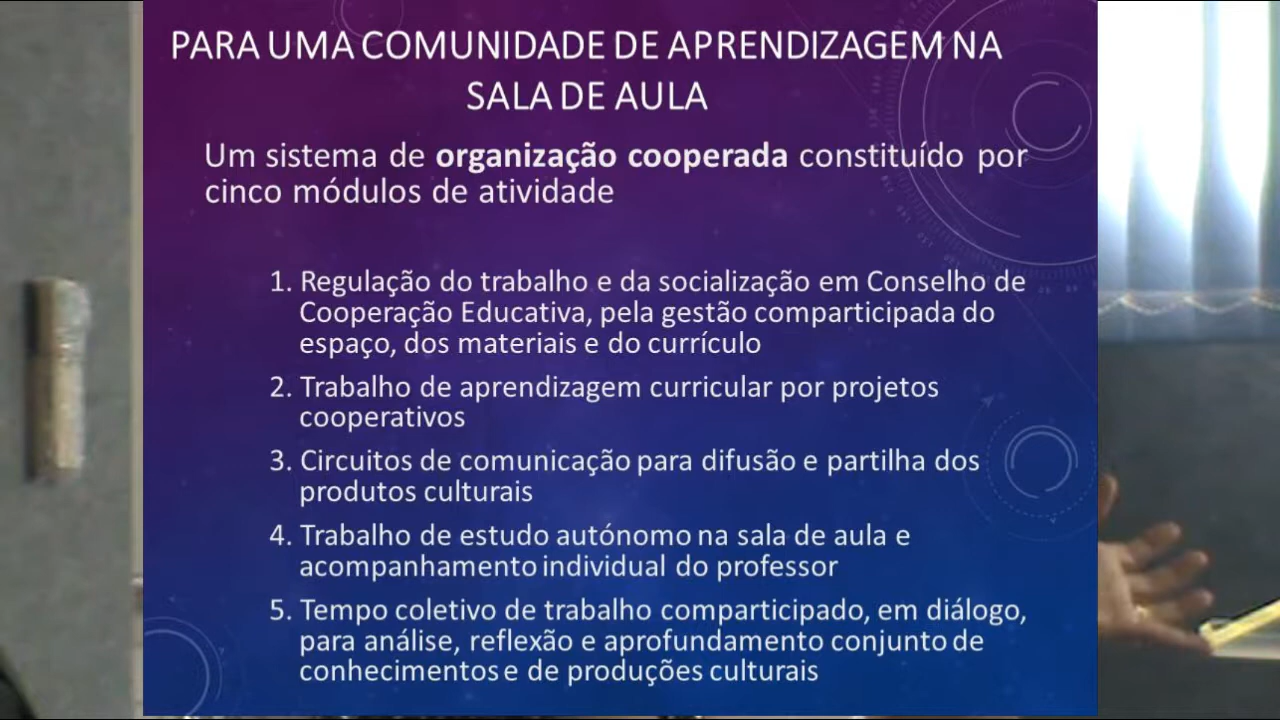 PARA UMA COMUNIDADE DE APRENDIZAGEM NA
SALA DE AULA
Um sistema de organização cooperada constituído por
cinco módulos de atividade
1. Regulação do trabalho e da socialização em Conselho de
Cooperação Educativa, pela gestão comparticipada do
espaço, dos materiais e do currículo
2. Trabalho de aprendizagem curricular por projetos
cooperativos
3. Circuitos de comunicação para difusão e partilha dos
produtos culturais
4. Trabalho de estudo autónomo na sala de aula e
acompanhamento individual do professor
5. Tempo coletivo de trabalho comparticipado, em diálogo,
para análise, reflexão e aprofundamento conjunto de
conhecimentos e de produções culturais